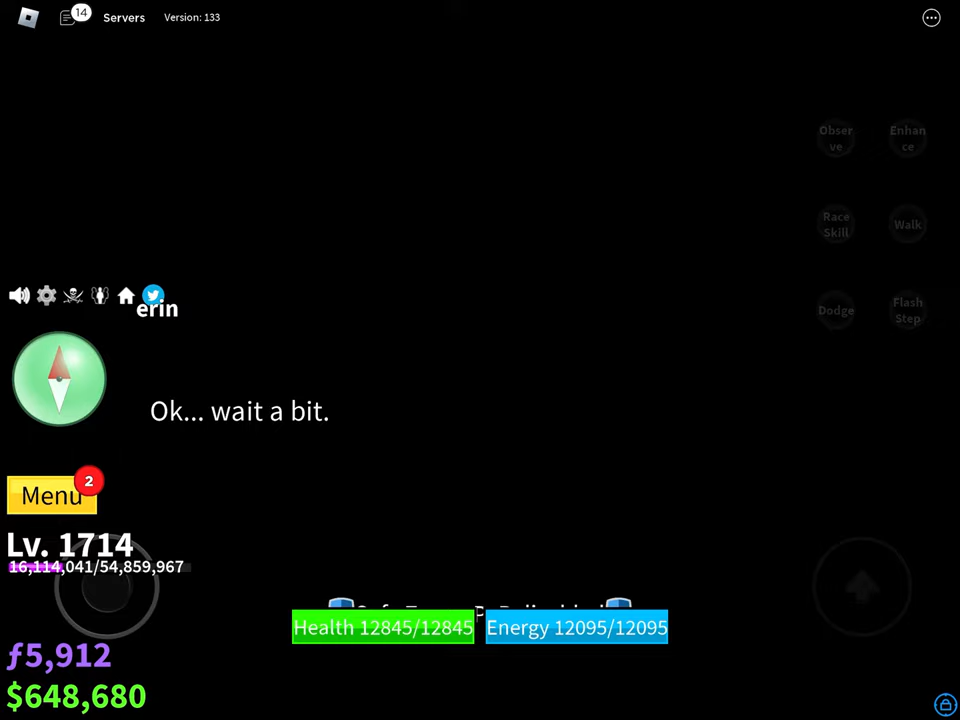 14
Servers
Version: 133
Obser
ve
Enhan
ce
Race
Skill
Walk
Dodge
Flash
Step
erin
Ok... wait a bit.
Menu
2
Lv. 1714
16,114,041/54,859,967
Health 12845/12845
Energy 12095/12095
ƒ5,912
$648,680